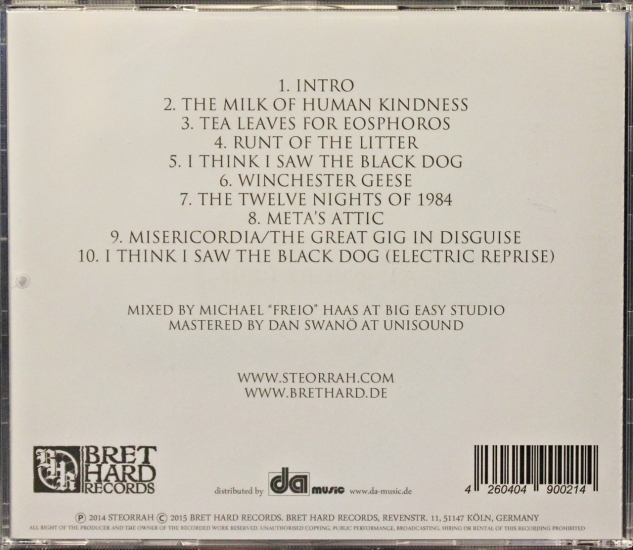 1. INTRO
2. THE MILK OF HUMAN KINDNESS
3. TEA LEAVES FOR EOSPHOROS
4. RUNT OF THE LITTER
5. I THINK I SAW THE BLACK DOG
6. WINCHESTER GEESE
7. THE TWELVE NIGHTS OF 1984
8. META'S ATTIC
9. MISERICORDIA/THE GREAT GIG IN DISGUISE
10. I THINK I SAW THE BLACK DOG (ELECTRIC REPRISE)
MIXED BY MICHAEL "FREIO" HAAS AT BIG EASY STUDIO
MASTERED BY DAN SWANÖ AT UNISOUND
WWW.STEORRAH.COM
WWW.BRETHARD.DE
BHR
BRET
HARD
RECORDS
distributed by da music www.da-music.de
4 260404 900214
Ⓟ 2014 STEORRAH © 2015 BRET HARD RECORDS, BRET HARD RECORDS, REVENSTR. 11, 51147 KÖLN, GERMANY
ALL RIGHT OF THE PRODUCER AND THE OWNER OF THE RECORDED WORK RESERVED. UNAUTHORISED COPYING, PUBLIC PERFORMANCE, BROADCASTING, HIRING OR RENTAL OF THIS RECORDING PROHIBITED